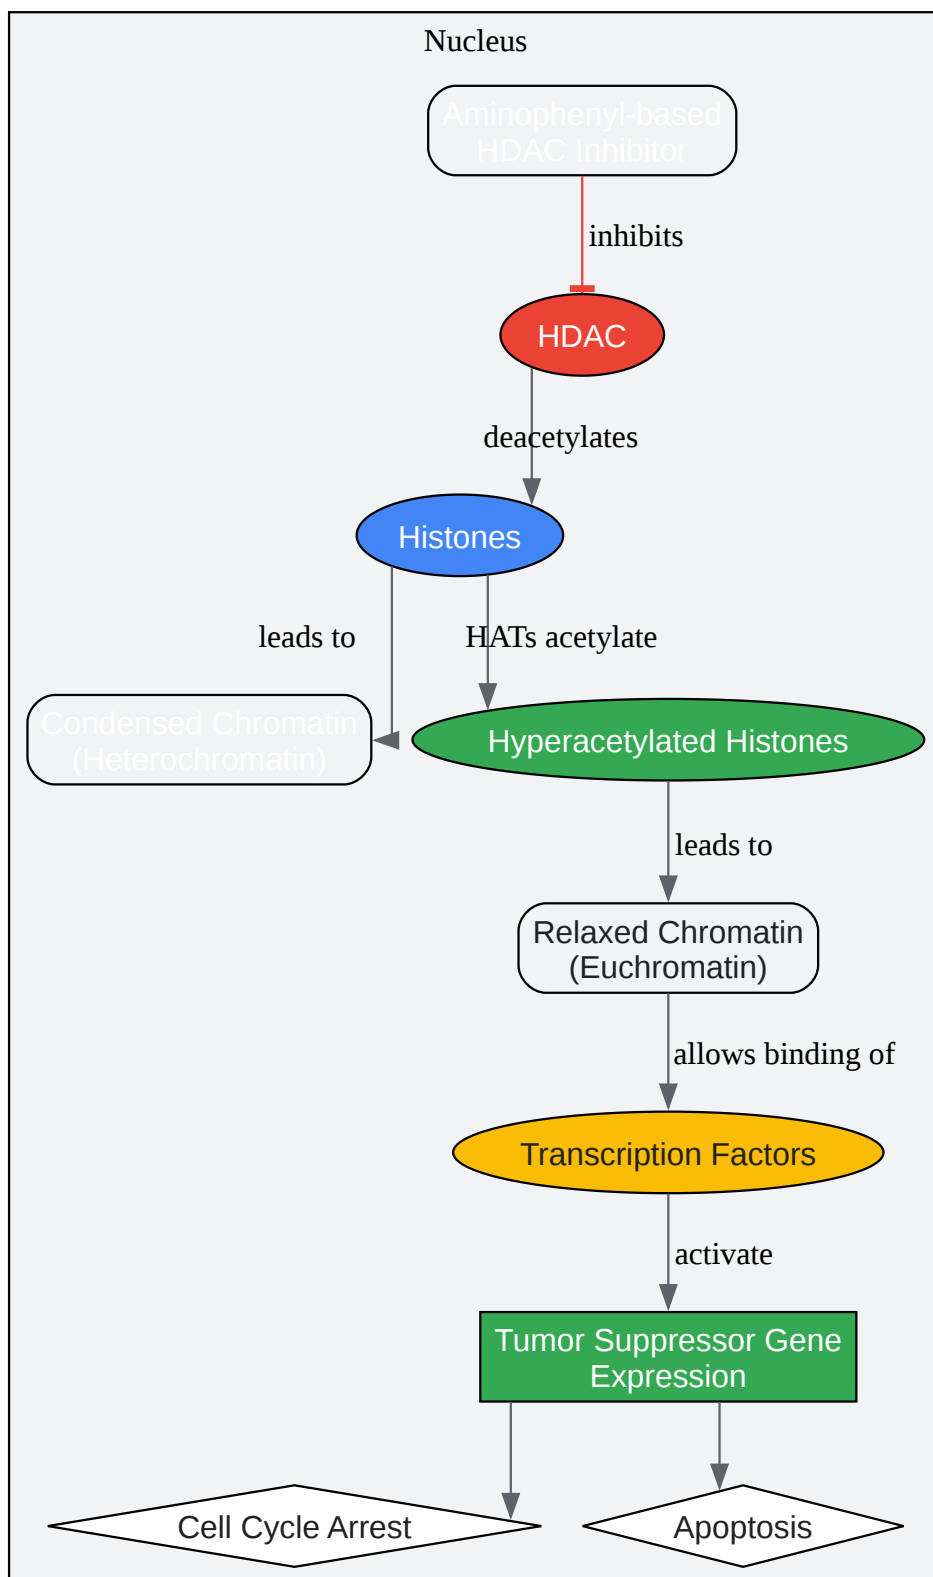 Nucleus
Aminophenyl-based
HDAC Inhibitor
inhibits
HDAC
deacetylates
Histones
leads to
HATs acetylate
Condensed Chromatin
(Heterochromatin)
Hyperacetylated Histones
leads to
Relaxed Chromatin
(Euchromatin)
allows binding of
Transcription Factors
activate
Tumor Suppressor Gene
Expression
Cell Cycle Arrest
Apoptosis